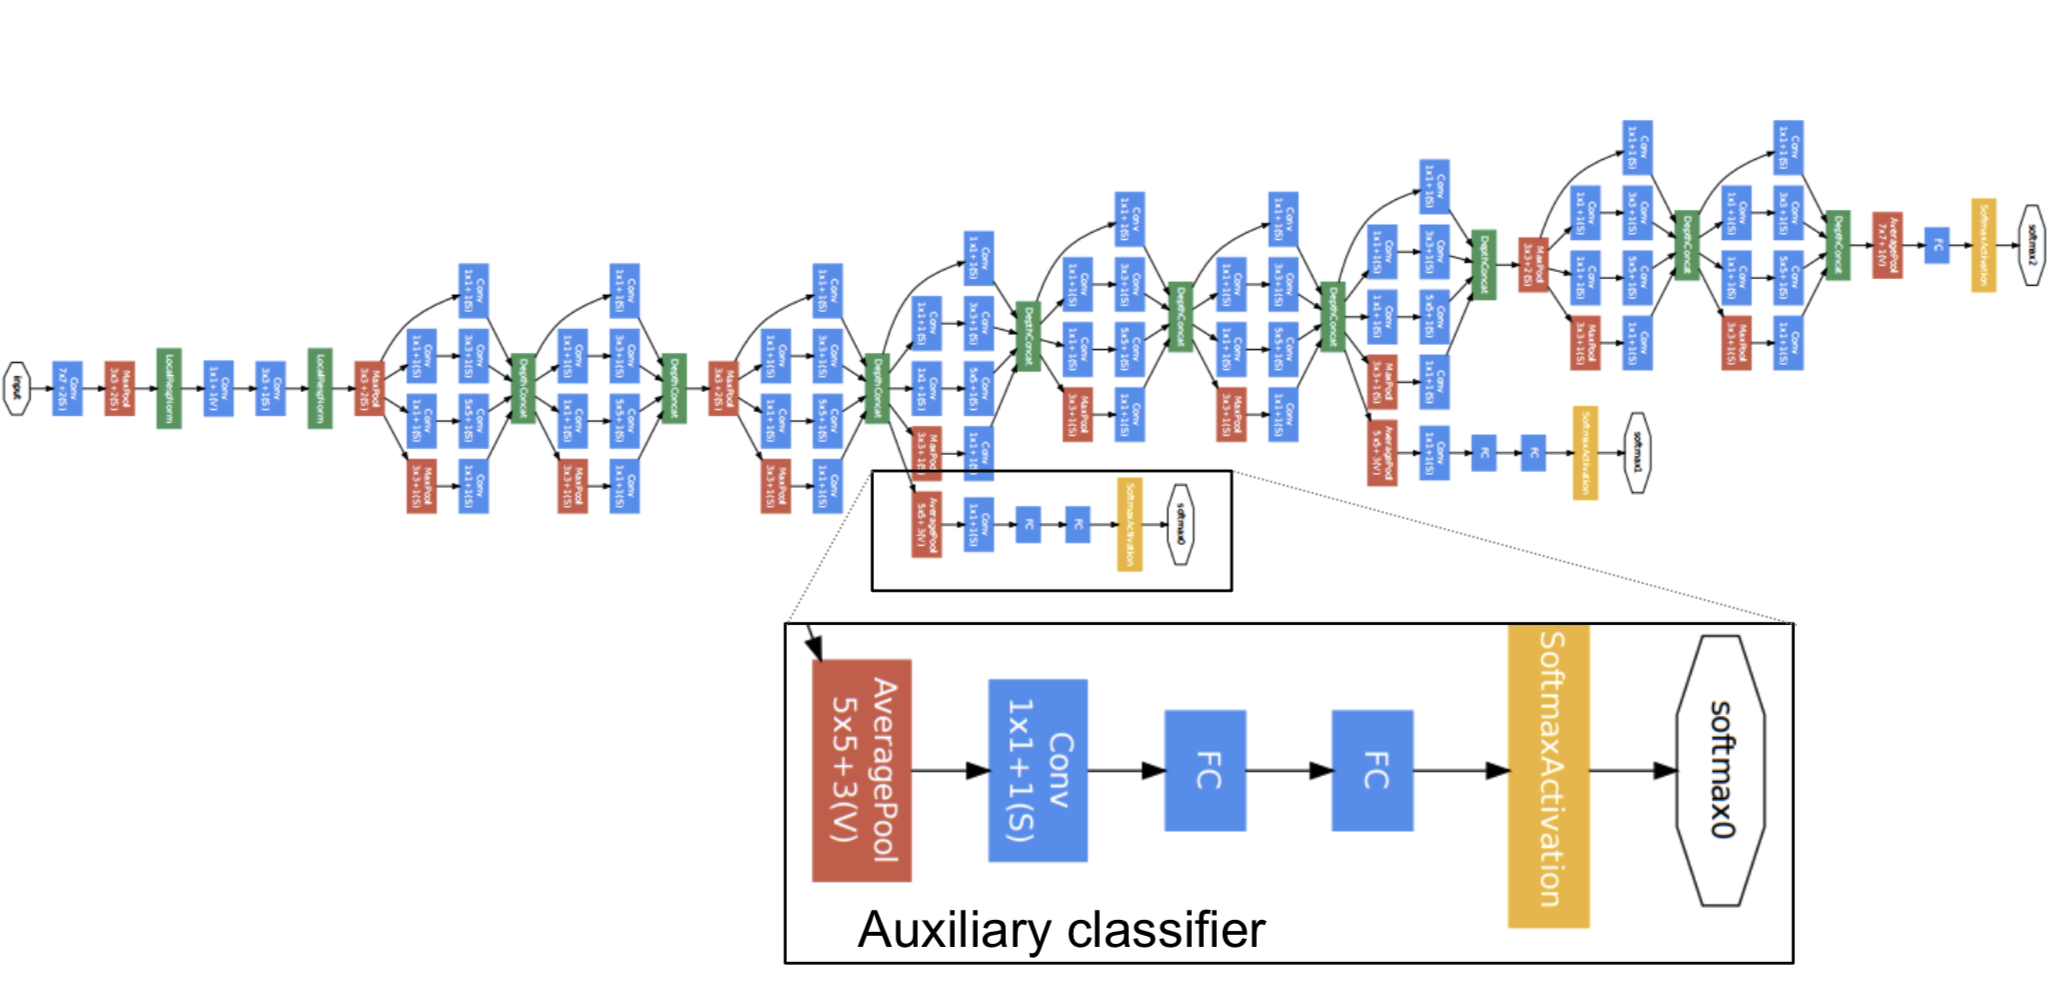 input
Conv
7x7+2(S)
MaxPool
3x3+2(S)
LocalRespNorm
Conv
1x1+1(V)
Conv
3x3+1(S)
LocalRespNorm
MaxPool
3x3+2(S)
Conv
1x1+1(S)
Conv
1x1+1(S)
Conv
3x3+1(S)
Conv
1x1+1(S)
Conv
5x5+1(S)
MaxPool
3x3+1(S)
Conv
1x1+1(S)
DepthConcat
Conv
1x1+1(S)
Conv
1x1+1(S)
Conv
3x3+1(S)
Conv
1x1+1(S)
Conv
5x5+1(S)
MaxPool
3x3+1(S)
Conv
1x1+1(S)
DepthConcat
MaxPool
3x3+2(S)
Conv
1x1+1(S)
Conv
1x1+1(S)
Conv
3x3+1(S)
Conv
1x1+1(S)
Conv
5x5+1(S)
MaxPool
3x3+1(S)
Conv
1x1+1(S)
DepthConcat
Conv
1x1+1(S)
Conv
1x1+1(S)
Conv
3x3+1(S)
Conv
1x1+1(S)
Conv
5x5+1(S)
MaxPool
3x3+1(S)
Conv
1x1+1(S)
AveragePool
5x5+3(V)
Conv
1x1+1(S)
FC
FC
SoftmaxActivation
softmax0
DepthConcat
Conv
1x1+1(S)
Conv
1x1+1(S)
Conv
3x3+1(S)
Conv
1x1+1(S)
Conv
5x5+1(S)
MaxPool
3x3+1(S)
Conv
1x1+1(S)
DepthConcat
Conv
1x1+1(S)
Conv
1x1+1(S)
Conv
3x3+1(S)
Conv
1x1+1(S)
Conv
5x5+1(S)
MaxPool
3x3+1(S)
Conv
1x1+1(S)
DepthConcat
Conv
1x1+1(S)
Conv
1x1+1(S)
Conv
3x3+1(S)
Conv
1x1+1(S)
Conv
5x5+1(S)
MaxPool
3x3+1(S)
Conv
1x1+1(S)
AveragePool
5x5+3(V)
Conv
1x1+1(S)
FC
FC
SoftmaxActivation
softmax1
DepthConcat
MaxPool
3x3+2(S)
Conv
1x1+1(S)
Conv
1x1+1(S)
Conv
3x3+1(S)
Conv
1x1+1(S)
Conv
5x5+1(S)
MaxPool
3x3+1(S)
Conv
1x1+1(S)
DepthConcat
Conv
1x1+1(S)
Conv
1x1+1(S)
Conv
3x3+1(S)
Conv
1x1+1(S)
Conv
5x5+1(S)
MaxPool
3x3+1(S)
Conv
1x1+1(S)
DepthConcat
AveragePool
7x7+1(V)
FC
SoftmaxActivation
softmax2
AveragePool
5x5+3(V)
Conv
1x1+1(S)
FC
FC
SoftmaxActivation
softmax0
Auxiliary classifier